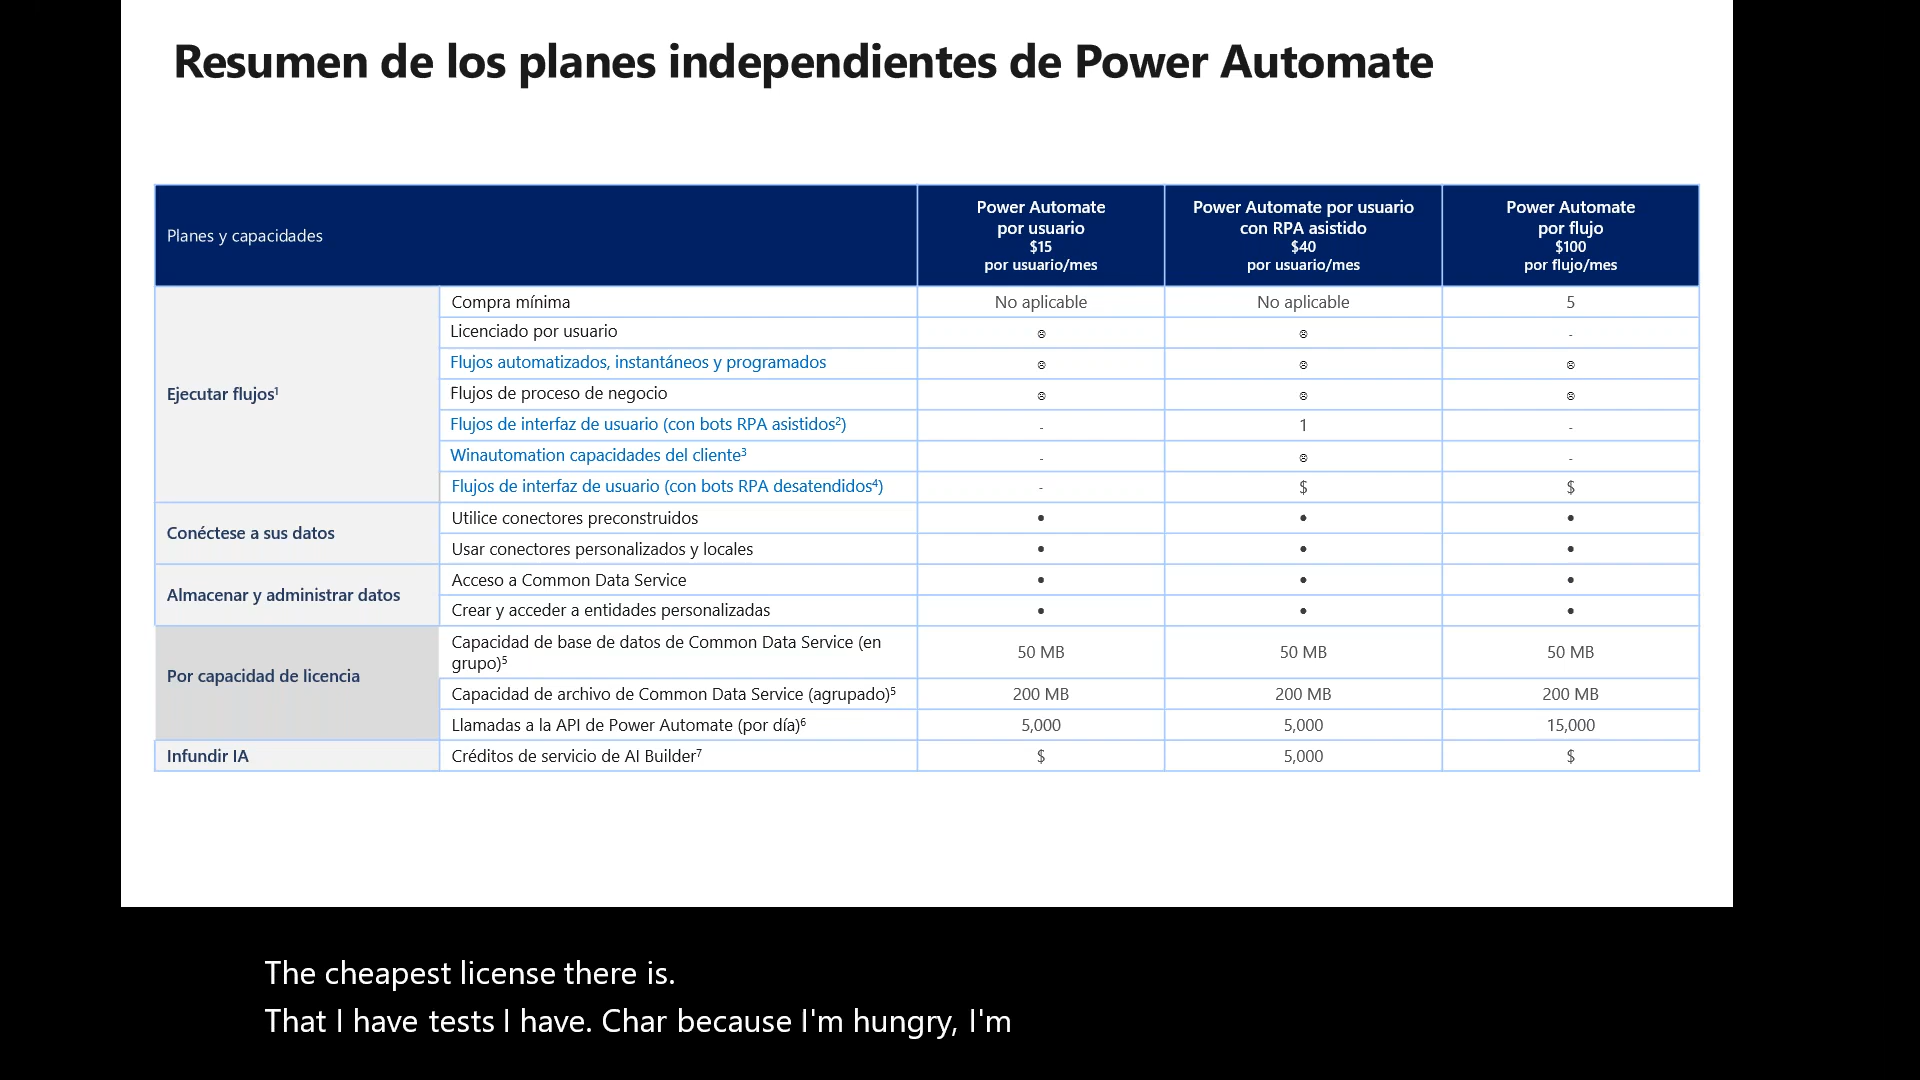 Resumen de los planes independientes de Power Automate
Planes y capacidades
Power Automate
por usuario
$15
por usuario/mes
Power Automate por usuario
con RPA asistido
$40
por usuario/mes
Power Automate
por flujo
$100
por flujo/mes
Ejecutar flujos¹
Compra mínima No aplicable No aplicable 5
Licenciado por usuario ☹ ☹ -
Flujos automatizados, instantáneos y programados ☹ ☹ ☹
Flujos de proceso de negocio ☹ ☹ ☹
Flujos de interfaz de usuario (con bots RPA asistidos²) - 1 -
Winautomation capacidades del cliente³ - ☹ -
Flujos de interfaz de usuario (con bots RPA desatendidos⁴) - $ $
Conéctese a sus datos
Utilice conectores preconstruidos • • •
Usar conectores personalizados y locales • • •
Almacenar y administrar datos
Acceso a Common Data Service • • •
Crear y acceder a entidades personalizadas • • •
Por capacidad de licencia
Capacidad de base de datos de Common Data Service (en
grupo)⁵ 50 MB 50 MB 50 MB
Capacidad de archivo de Common Data Service (agrupado)⁵ 200 MB 200 MB 200 MB
Llamadas a la API de Power Automate (por día)⁶ 5,000 5,000 15,000
Infundir IA
Créditos de servicio de AI Builder⁷ $ 5,000 $
The cheapest license there is.
That I have tests I have. Char because I'm hungry, I'm